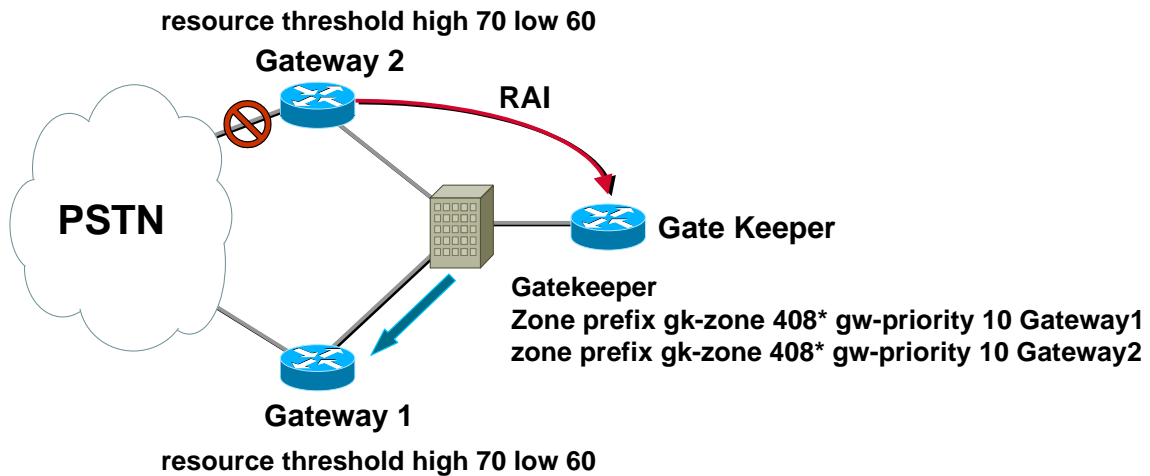 resource threshold high 70 low 60
Gateway 2
RAI
PSTN
Gate Keeper
Gatekeeper
Zone prefix gk-zone 408* gw-priority 10 Gateway1
zone prefix gk-zone 408* gw-priority 10 Gateway2
Gateway 1
resource threshold high 70 low 60